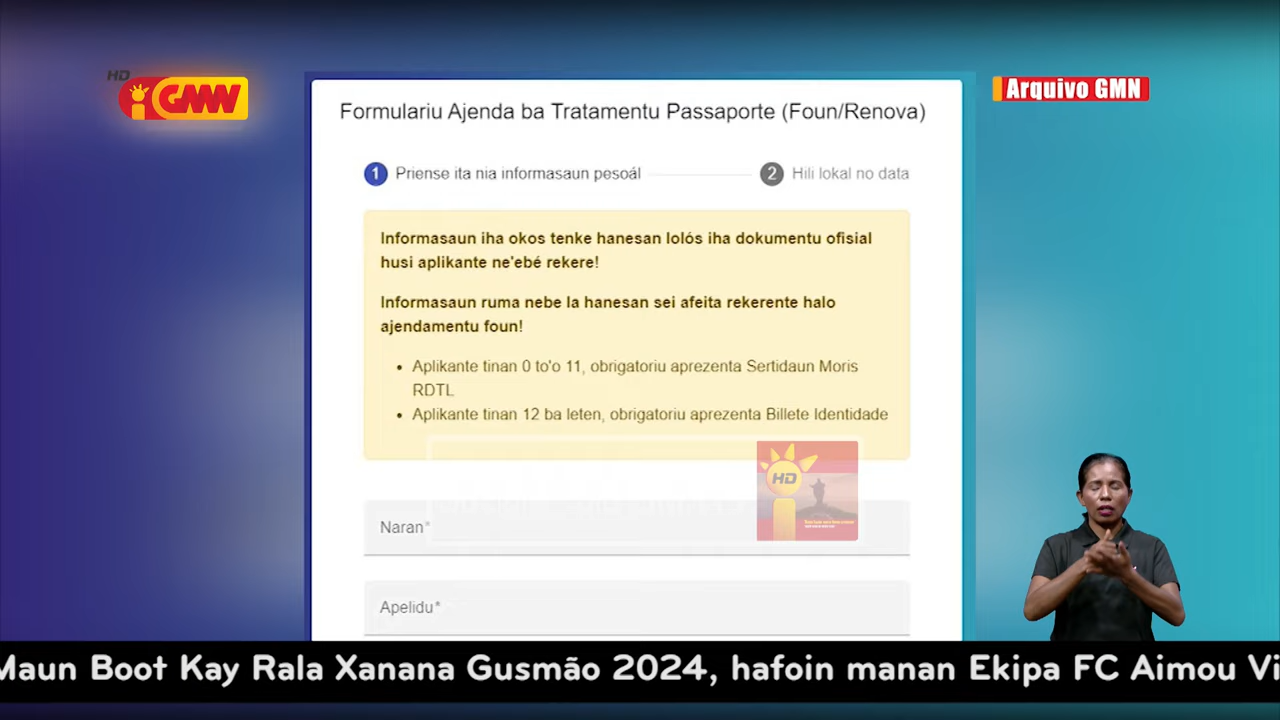 HD
GMN
Arquivo GMN
Formulariu Ajenda ba Tratamentu Passaporte (Foun/Renova)
1 Priense ita nia informasaun pesoál
2 Hili lokal no data
Informasaun iha okos tenke hanesan lolós iha dokumentu ofisial
husi aplikante ne'ebé rekere!
Informasaun ruma nebe la hanesan sei afeita rekerente halo
ajendamentu foun!
• Aplikante tinan 0 to'o 11, obrigatoriu aprezenta Sertidaun Moris
RDTL
• Aplikante tinan 12 ba leten, obrigatoriu aprezenta Billete Identidade
HD
Naran*
Apelidu*
Maun Boot Kay Rala Xanana Gusmão 2024, hafoin manan Ekipa FC Aimou Vi